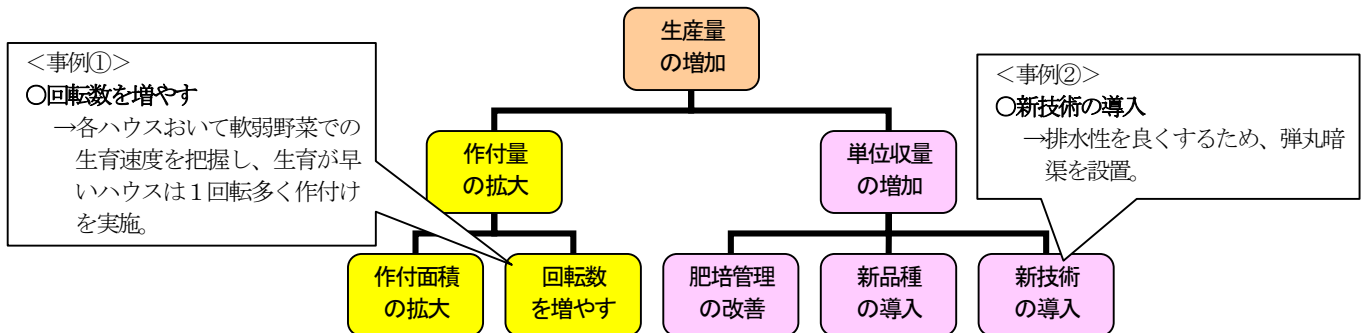 生産量
の増加
＜事例①＞
○回転数を増やす
→各ハウスおいて軟弱野菜での
生育速度を把握し、生育が早
いハウスは１回転多く作付け
を実施。
＜事例②＞
○新技術の導入
→排水性を良くするため、弾丸暗
渠を設置。
作付量
の拡大
単位収量
の増加
作付面積
の拡大
回転数
を増やす
肥培管理
の改善
新品種
の導入
新技術
の導入